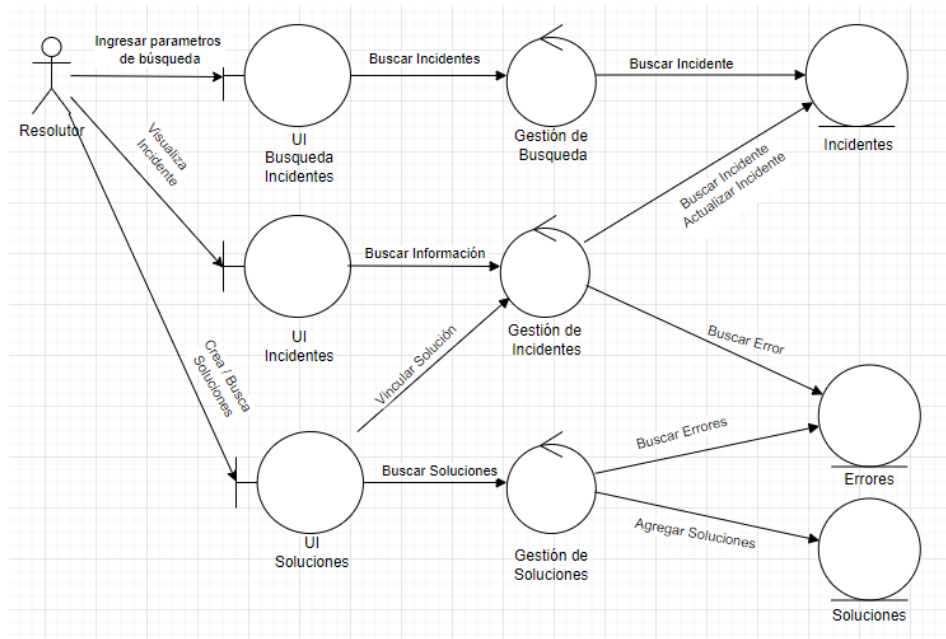 Ingresar parametros
de búsqueda
Buscar Incidentes
Buscar Incidente
Resolutor
UI
Busqueda
Incidentes
Gestión de
Busqueda
Incidentes
Visualiza
Incidente
Buscar Incidente
Actualizar Incidente
Buscar Información
UI
Incidentes
Gestión de
Incidentes
Crea / Busca
Soluciones
Vincular Solución
Buscar Error
Buscar Errores
Errores
Buscar Soluciones
UI
Soluciones
Gestión de
Soluciones
Agregar Soluciones
Soluciones